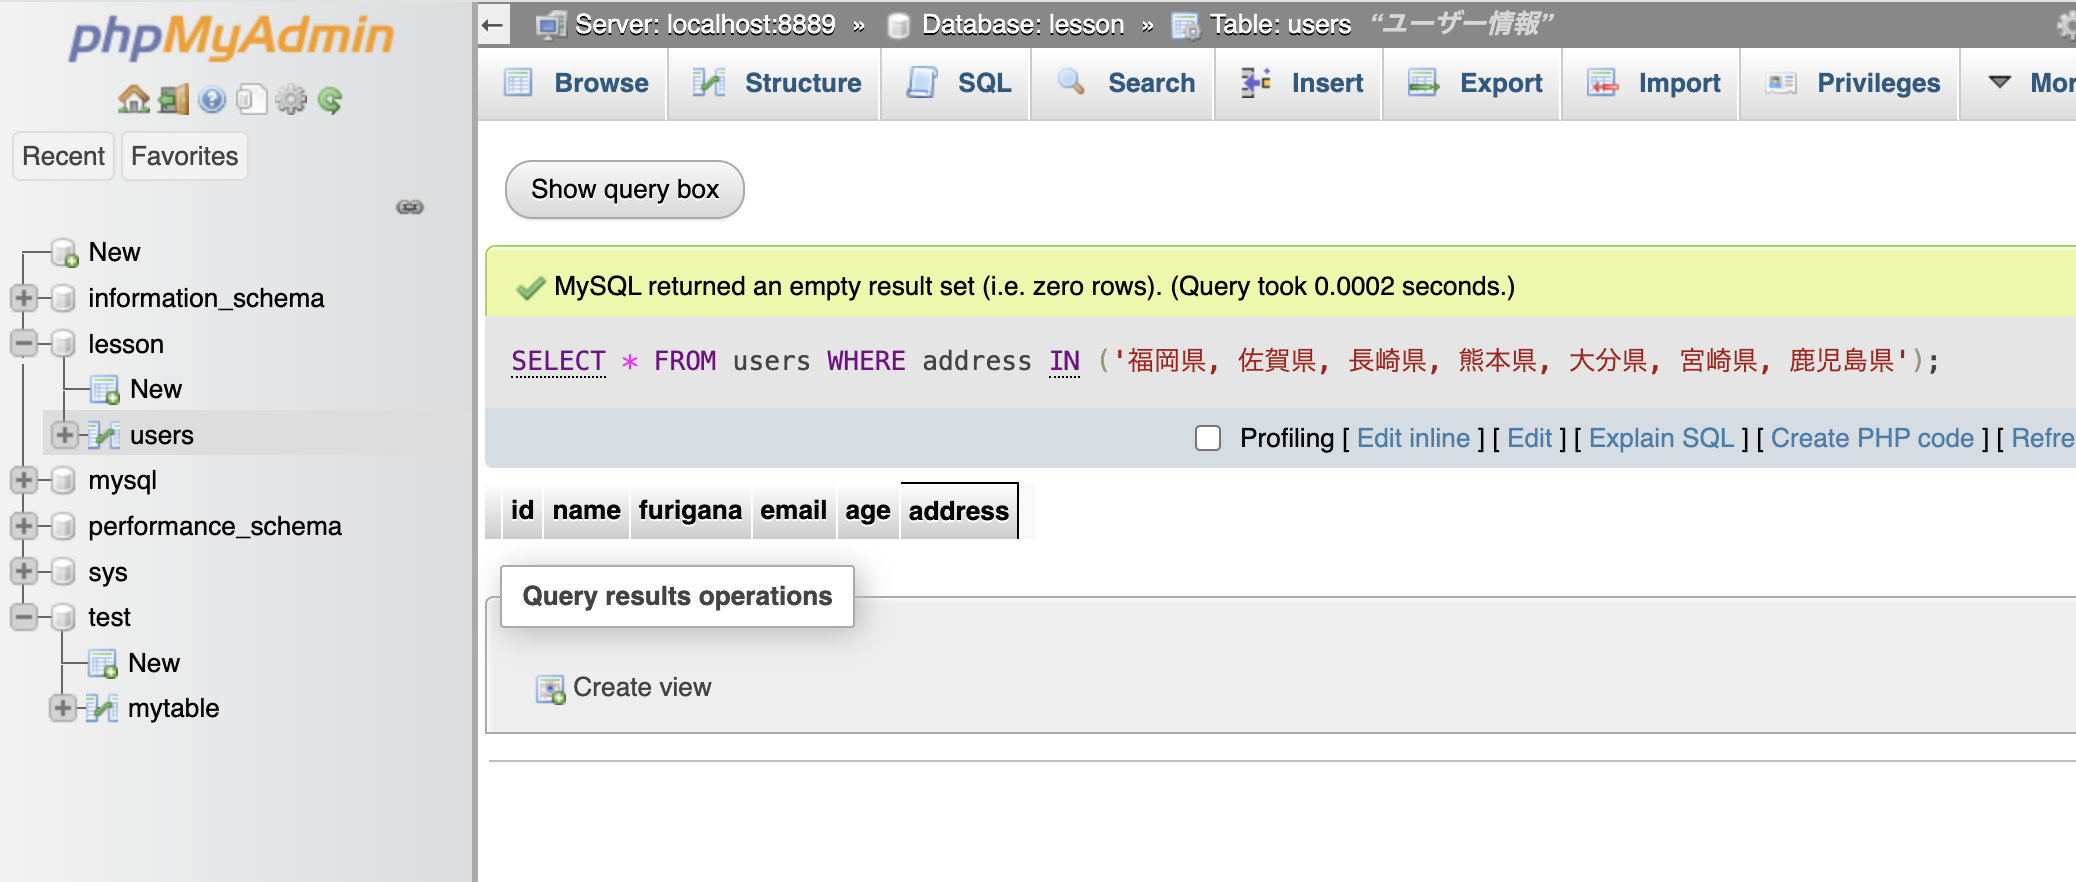 phpMyAdmin
Recent Favorites
New
information_schema
lesson
New
users
mysql
performance_schema
sys
test
New
mytable
Server: localhost:8889 » Database: lesson » Table: users “ユーザー情報”
Browse Structure SQL Search Insert Export Import Privileges Mor
Show query box
MySQL returned an empty result set (i.e. zero rows). (Query took 0.0002 seconds.)
SELECT * FROM users WHERE address IN ('福岡県, 佐賀県, 長崎県, 熊本県, 大分県, 宮崎県, 鹿児島県');
Profiling [ Edit inline ] [ Edit ] [ Explain SQL ] [ Create PHP code ] [ Refre
id name furigana email age address
Query results operations
Create view